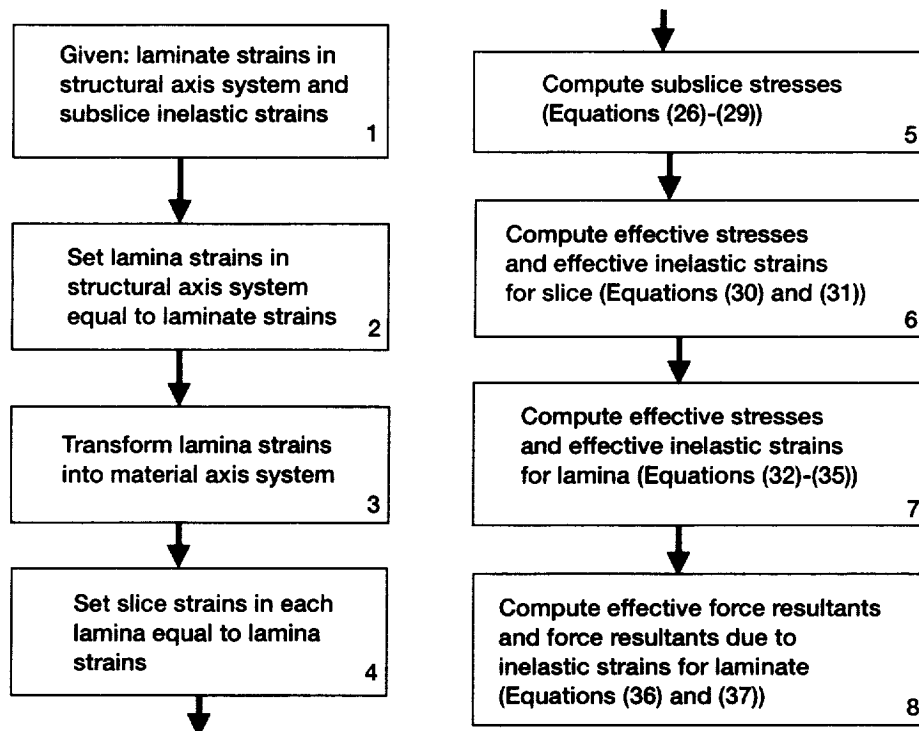 Given: laminate strains in
structural axis system and
subslice inelastic strains
1
Set lamina strains in
structural axis system
equal to laminate strains
2
Transform lamina strains
into material axis system
3
Set slice strains in each
lamina equal to lamina
strains
4
Compute subslice stresses
(Equations (26)-(29))
5
Compute effective stresses
and effective inelastic strains
for slice (Equations (30) and (31))
6
Compute effective stresses
and effective inelastic strains
for lamina (Equations (32)-(35))
7
Compute effective force resultants
and force resultants due to
inelastic strains for laminate
(Equations (36) and (37))
8